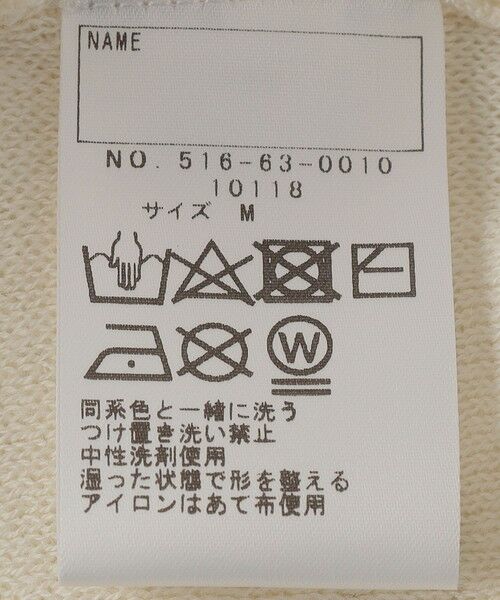 NAME
NO. 516-63-0010
10118
サイズ M
W
同系色と一緒に洗う
つけ置き洗い禁止
中性洗剤使用
湿った状態で形を整える
アイロンはあて布使用